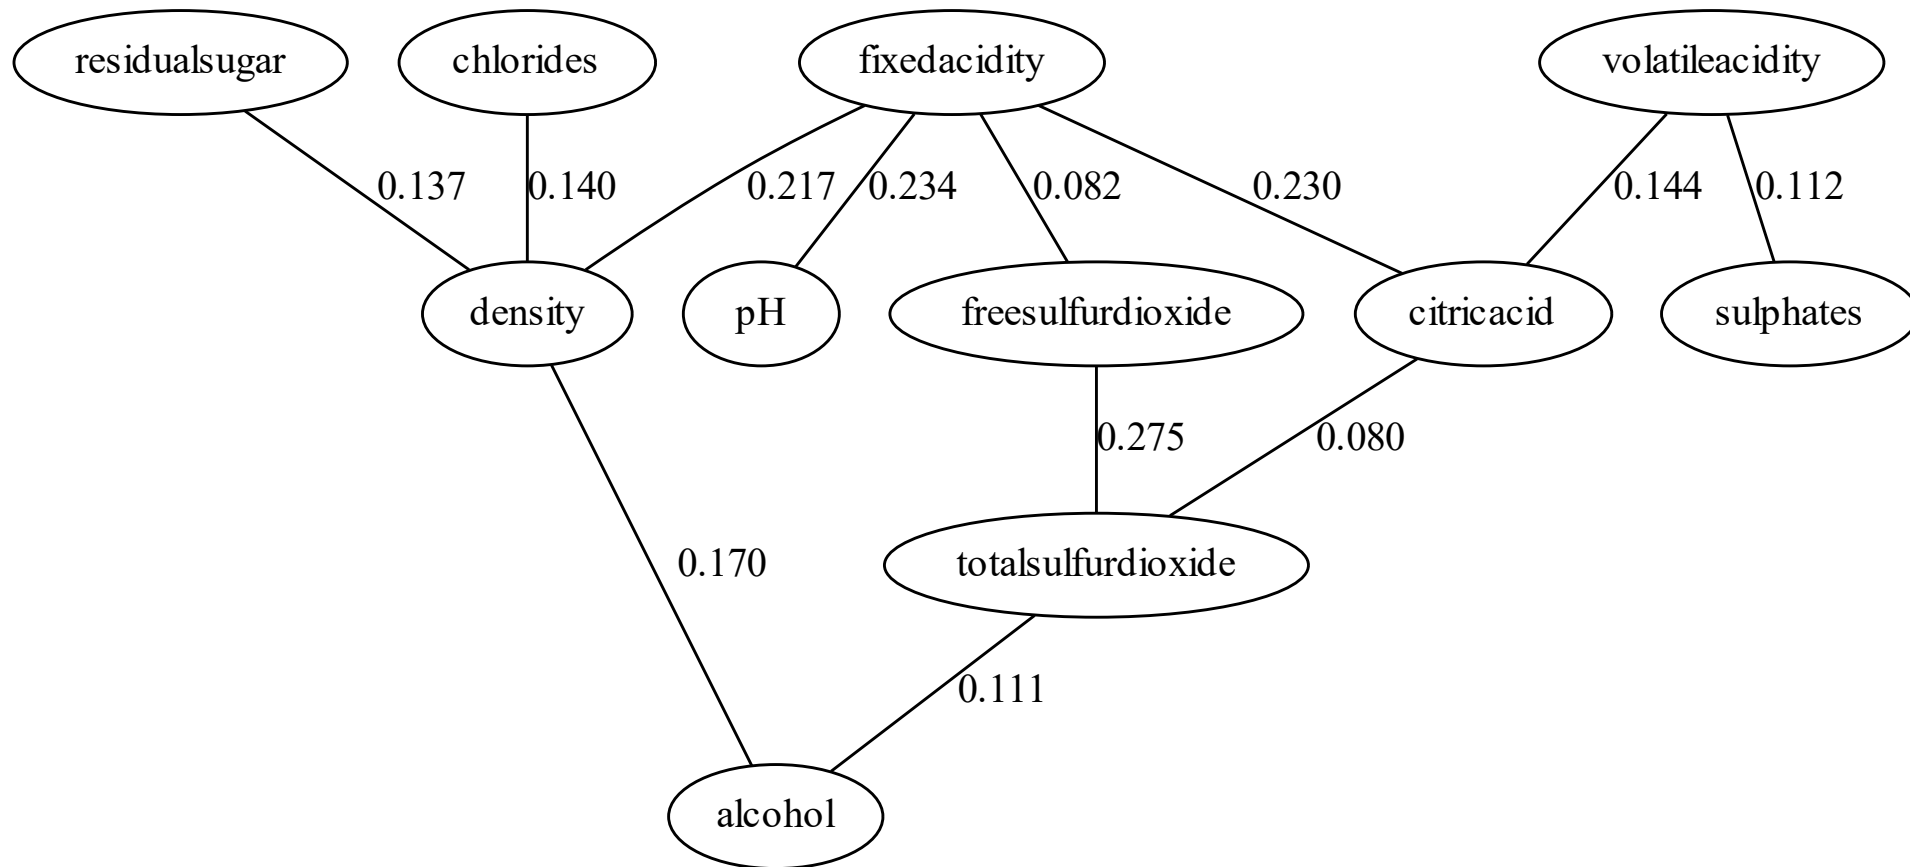 residualsugar
chlorides
fixedacidity
volatileacidity
0.137
0.140
0.217
0.234
0.082
0.230
0.144
0.112
density
pH
freesulfurdioxide
citricacid
sulphates
0.275
0.080
0.170
totalsulfurdioxide
0.111
alcohol